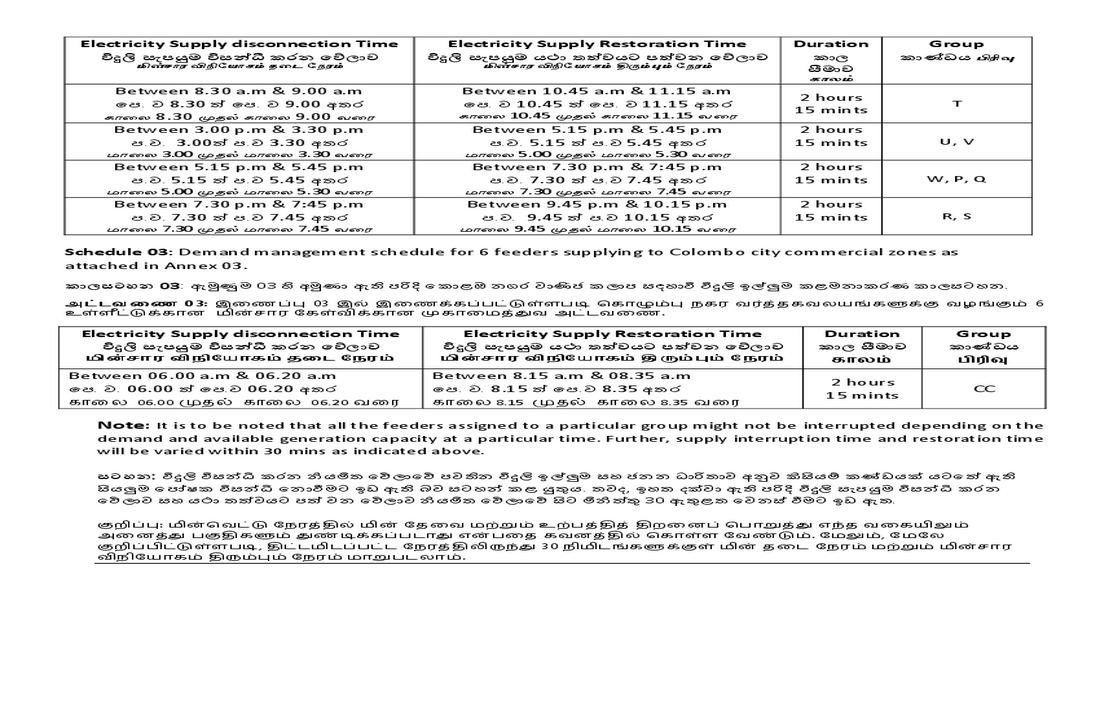 Electricity Supply disconnection Time
විදුලි සැපයුම විසන්ධි කරන වේලාව
மின்சார விநியோகம் தடை நேரம்
Electricity Supply Restoration Time
විදුලි සැපයුම යථා තත්වයට පත්වන වේලාව
மின்சார விநியோகம் திரும்பும் நேரம்
Duration
කාල
සීමාව
காலம்
Group
කාණ්ඩය பிரிவு
Between 8.30 a.m & 9.00 a.m
පෙ. ව 8.30 ත් පෙ. ව 9.00 අතර
காலை 8.30 முதல் காலை 9.00 வரை
Between 10.45 a.m & 11.15 a.m
පෙ. ව 10.45 ත් පෙ. ව 11.15 අතර
காலை 10.45 முதல் காலை 11.15 வரை
2 hours
15 mints
T
Between 3.00 p.m & 3.30 p.m
ප.ව. 3.00ත් ප.ව 3.30 අතර
மாலை 3.00 முதல் மாலை 3.30 வரை
Between 5.15 p.m & 5.45 p.m
ප.ව. 5.15 ත් ප.ව 5.45 අතර
மாலை 5.00 முதல் மாலை 5.30 வரை
2 hours
15 mints
U, V
Between 5.15 p.m & 5.45 p.m
ප.ව. 5.15 ත් ප.ව 5.45 අතර
மாலை 5.00 முதல் மாலை 5.30 வரை
Between 7.30 p.m & 7:45 p.m
ප.ව. 7.30 ත් ප.ව 7.45 අතර
மாலை 7.30 முதல் மாலை 7.45 வரை
2 hours
15 mints
W, P, Q
Between 7.30 p.m & 7:45 p.m
ප.ව. 7.30 ත් ප.ව 7.45 අතර
மாலை 7.30 முதல் மாலை 7.45 வரை
Between 9.45 p.m & 10.15 p.m
ප.ව. 9.45 ත් ප.ව 10.15 අතර
மாலை 9.45 முதல் மாலை 10.15 வரை
2 hours
15 mints
R, S
Schedule 03: Demand management schedule for 6 feeders supplying to Colombo city commercial zones as
attached in Annex 03.
කාලසටහන 03: ඇමුණුම 03 හි අමුණා ඇති පරිදි කොළඹ නගර වාණිජ කලාප සඳහාවී විදුලි ඉල්ලුම් කළමනාකරණ කාලසටහන.
அட்டவணை 03: இணைப்பு 03 இல் இணைக்கப்பட்டுள்ளபடி கொழும்பு நகர வர்த்தகவலயங்களுக்கு வழங்கும் 6
உள்ளீட்டுக்கான மின்சார கேள்விக்கான முகாமைத்துவ அட்டவணை.
Electricity Supply disconnection Time
විදුලි සැපයුම විසන්ධි කරන වේලාව
மின்சார விநியோகம் தடை நேரம்
Electricity Supply Restoration Time
විදුලි සැපයුම යථා තත්වයට පත්වන වේලාව
மின்சார விநியோகம் திரும்பும் நேரம்
Duration
කාල සීමාව
காலம்
Group
කාණ්ඩය
பிரிவு
Between 06.00 a.m & 06.20 a.m
පෙ. ව. 06.00 ත් පෙ.ව 06.20 අතර
காலை 06.00 முதல் காலை 06.20 வரை
Between 8.15 a.m & 08.35 a.m
පෙ. ව. 8.15 ත් පෙ.ව 8.35 අතර
காலை 8.15 முதல் காலை 8.35 வரை
2 hours
15 mints
CC
Note: It is to be noted that all the feeders assigned to a particular group might not be interrupted depending on the
demand and available generation capacity at a particular time. Further, supply interruption time and restoration time
will be varied within 30 mins as indicated above.
සටහන: විදුලි විසන්ධි කරන නියමිත වේලාවේ පවතින විදුලි ඉල්ලුම සහ ජනන ධාරිතාව අනුව කිසියම් කණ්ඩයක් යටතේ ඇති
සියලුම පෝෂක විසන්ධි නොවීමට ඉඩ ඇති බව සටහන් කළ යුතුය. තවද, ඉහත දක්වා ඇති පරිදි විදුලි සැපයුම විසන්ධි කරන
වේලාව සහ යථා තත්වයට පත් වන වේලාව නියමිත වේලාවේ සිට මිනිත්තු 30 ඇතුළත වෙනස් වීමට ඉඩ ඇත.
குறிப்பு: மின்வெட்டு நேரத்தில் மின் தேவை மற்றும் உற்பத்தித் திறனைப் பொறுத்து எந்த வகையிலும்
அனைத்து பகுதிகளும் துண்டிக்கப்படாது என்பதை கவனத்தில் கொள்ள வேண்டும். மேலும், மேலே
குறிப்பிட்டுள்ளபடி, திட்டமிடப்பட்ட நேரத்திலிருந்து 30 நிமிடங்களுக்குள் மின் தடை நேரம் மற்றும் மின்சார
விநியோகம் திரும்பும் நேரம் மாறுபடலாம்.